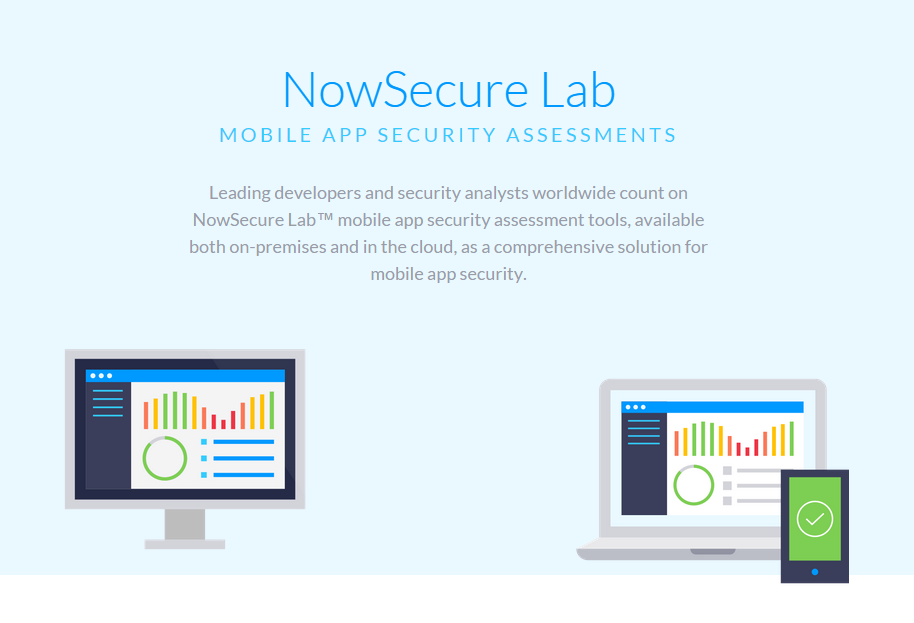 NowSecure Lab
MOBILE APP SECURITY ASSESSMENTS
Leading developers and security analysts worldwide count on
NowSecure Lab™ mobile app security assessment tools, available
both on-premises and in the cloud, as a comprehensive solution for
mobile app security.